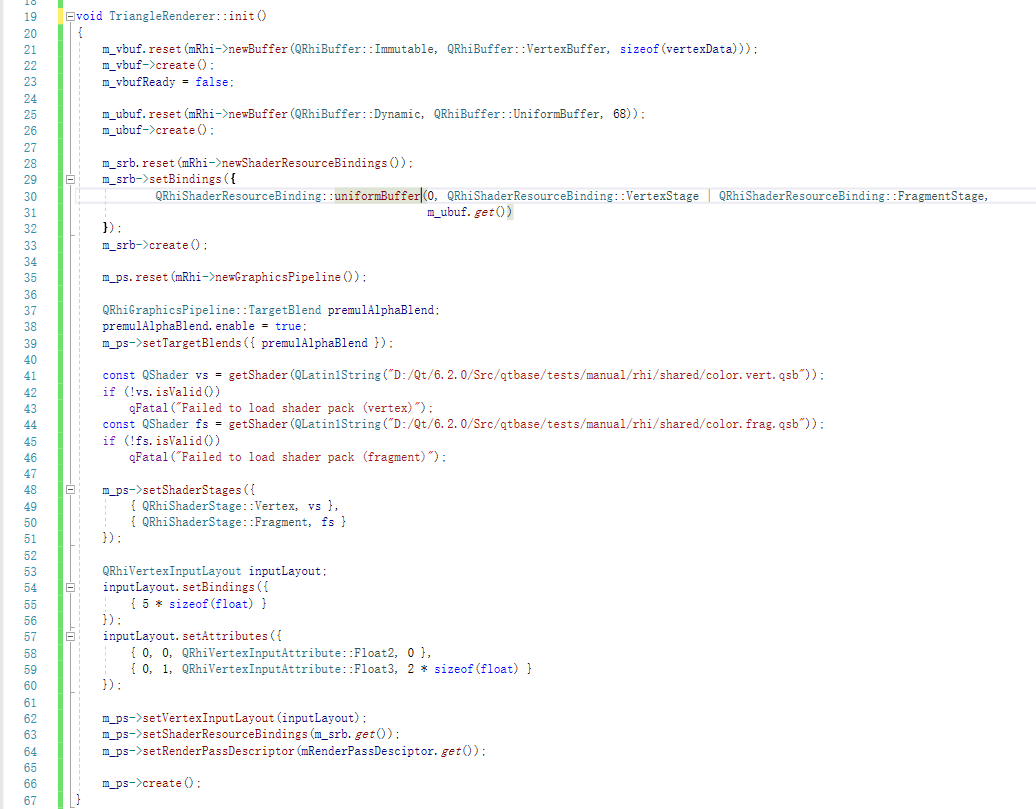 18
19 void TriangleRenderer::init()
20 {
21 m_vbuf.reset(mRhi->newBuffer(QRhiBuffer::Immutable, QRhiBuffer::VertexBuffer, sizeof(vertexData)));
22 m_vbuf->create();
23 m_vbufReady = false;
24
25 m_ubuf.reset(mRhi->newBuffer(QRhiBuffer::Dynamic, QRhiBuffer::UniformBuffer, 68));
26 m_ubuf->create();
27
28 m_srb.reset(mRhi->newShaderResourceBindings());
29 m_srb->setBindings({
30 QRhiShaderResourceBinding::uniformBuffer(0, QRhiShaderResourceBinding::VertexStage | QRhiShaderResourceBinding::FragmentStage,
31 m_ubuf.get())
32 });
33 m_srb->create();
34
35 m_ps.reset(mRhi->newGraphicsPipeline());
36
37 QRhiGraphicsPipeline::TargetBlend premulAlphaBlend;
38 premulAlphaBlend.enable = true;
39 m_ps->setTargetBlends({ premulAlphaBlend });
40
41 const QShader vs = getShader(QLatin1String("D:/Qt/6.2.0/Src/qtbase/tests/manual/rhi/shared/color.vert.qsb"));
42 if (!vs.isValid())
43 qFatal("Failed to load shader pack (vertex)");
44 const QShader fs = getShader(QLatin1String("D:/Qt/6.2.0/Src/qtbase/tests/manual/rhi/shared/color.frag.qsb"));
45 if (!fs.isValid())
46 qFatal("Failed to load shader pack (fragment)");
47
48 m_ps->setShaderStages({
49 { QRhiShaderStage::Vertex, vs },
50 { QRhiShaderStage::Fragment, fs }
51 });
52
53 QRhiVertexInputLayout inputLayout;
54 inputLayout.setBindings({
55 { 5 * sizeof(float) }
56 });
57 inputLayout.setAttributes({
58 { 0, 0, QRhiVertexInputAttribute::Float2, 0 },
59 { 0, 1, QRhiVertexInputAttribute::Float3, 2 * sizeof(float) }
60 });
61
62 m_ps->setVertexInputLayout(inputLayout);
63 m_ps->setShaderResourceBindings(m_srb.get());
64 m_ps->setRenderPassDescriptor(mRenderPassDesciptor.get());
65
66 m_ps->create();
67 }